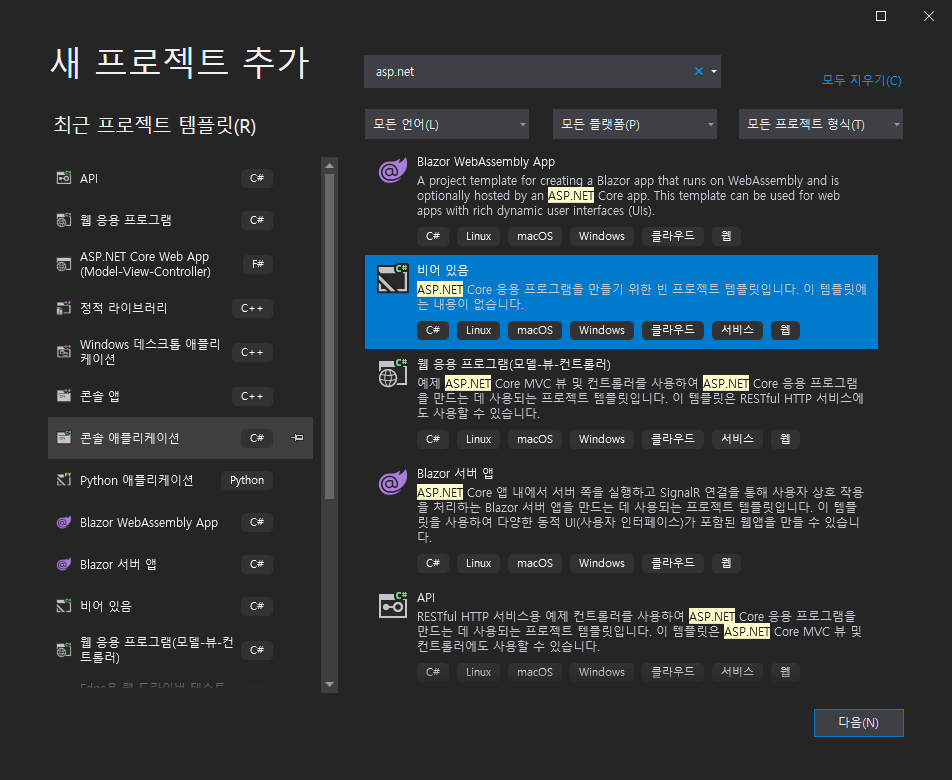 새 프로젝트 추가
asp.net
모두 지우기(C)
최근 프로젝트 템플릿(R)
모든 언어(L)
모든 플랫폼(P)
모든 프로젝트 형식(T)
API
C#
웹 응용 프로그램
C#
ASP.NET Core Web App
(Model-View-Controller)
F#
정적 라이브러리
C++
Windows 데스크톱 애플리
케이션
C++
콘솔 앱
C++
콘솔 애플리케이션
C#
Python 애플리케이션
Python
Blazor WebAssembly App
C#
Blazor 서버 앱
C#
비어 있음
C#
웹 응용 프로그램(모델-뷰-컨
트롤러)
C#
Edge용 웹 드라이버 테스트
Blazor WebAssembly App
A project template for creating a Blazor app that runs on WebAssembly and is
optionally hosted by an ASP.NET Core app. This template can be used for web
apps with rich dynamic user interfaces (UIs).
C# Linux macOS Windows 클라우드 웹
비어 있음
ASP.NET Core 응용 프로그램을 만들기 위한 빈 프로젝트 템플릿입니다. 이 템플릿에
는 내용이 없습니다.
C# Linux macOS Windows 클라우드 서비스 웹
웹 응용 프로그램(모델-뷰-컨트롤러)
예제 ASP.NET Core MVC 뷰 및 컨트롤러를 사용하여 ASP.NET Core 응용 프로그램
을 만드는 데 사용되는 프로젝트 템플릿입니다. 이 템플릿은 RESTful HTTP 서비스에
도 사용할 수 있습니다.
C# Linux macOS Windows 클라우드 서비스 웹
Blazor 서버 앱
ASP.NET Core 앱 내에서 서버 쪽을 실행하고 SignalR 연결을 통해 사용자 상호 작용
을 처리하는 Blazor 서버 앱을 만드는 데 사용되는 프로젝트 템플릿입니다. 이 템플
릿을 사용하여 다양한 동적 UI(사용자 인터페이스)가 포함된 웹앱을 만들 수 있습니
다.
C# Linux macOS Windows 클라우드 웹
API
RESTful HTTP 서비스용 예제 컨트롤러를 사용하여 ASP.NET Core 응용 프로그램을
만드는 데 사용되는 프로젝트 템플릿입니다. 이 템플릿은 ASP.NET Core MVC 뷰 및
컨트롤러에도 사용할 수 있습니다.
C# Linux macOS Windows 클라우드 서비스 웹
다음(N)